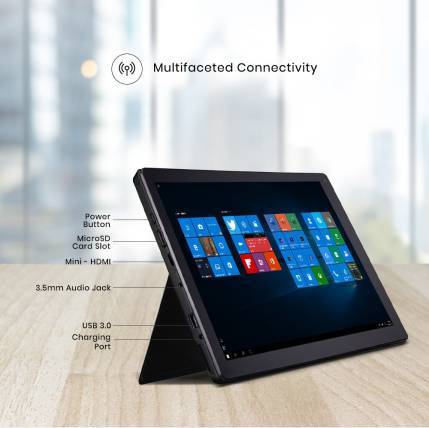 Multifaceted Connectivity
Power
Button
MicroSD
Card Slot
Mini - HDMI
3.5mm Audio Jack
USB 3.0
Charging
Port